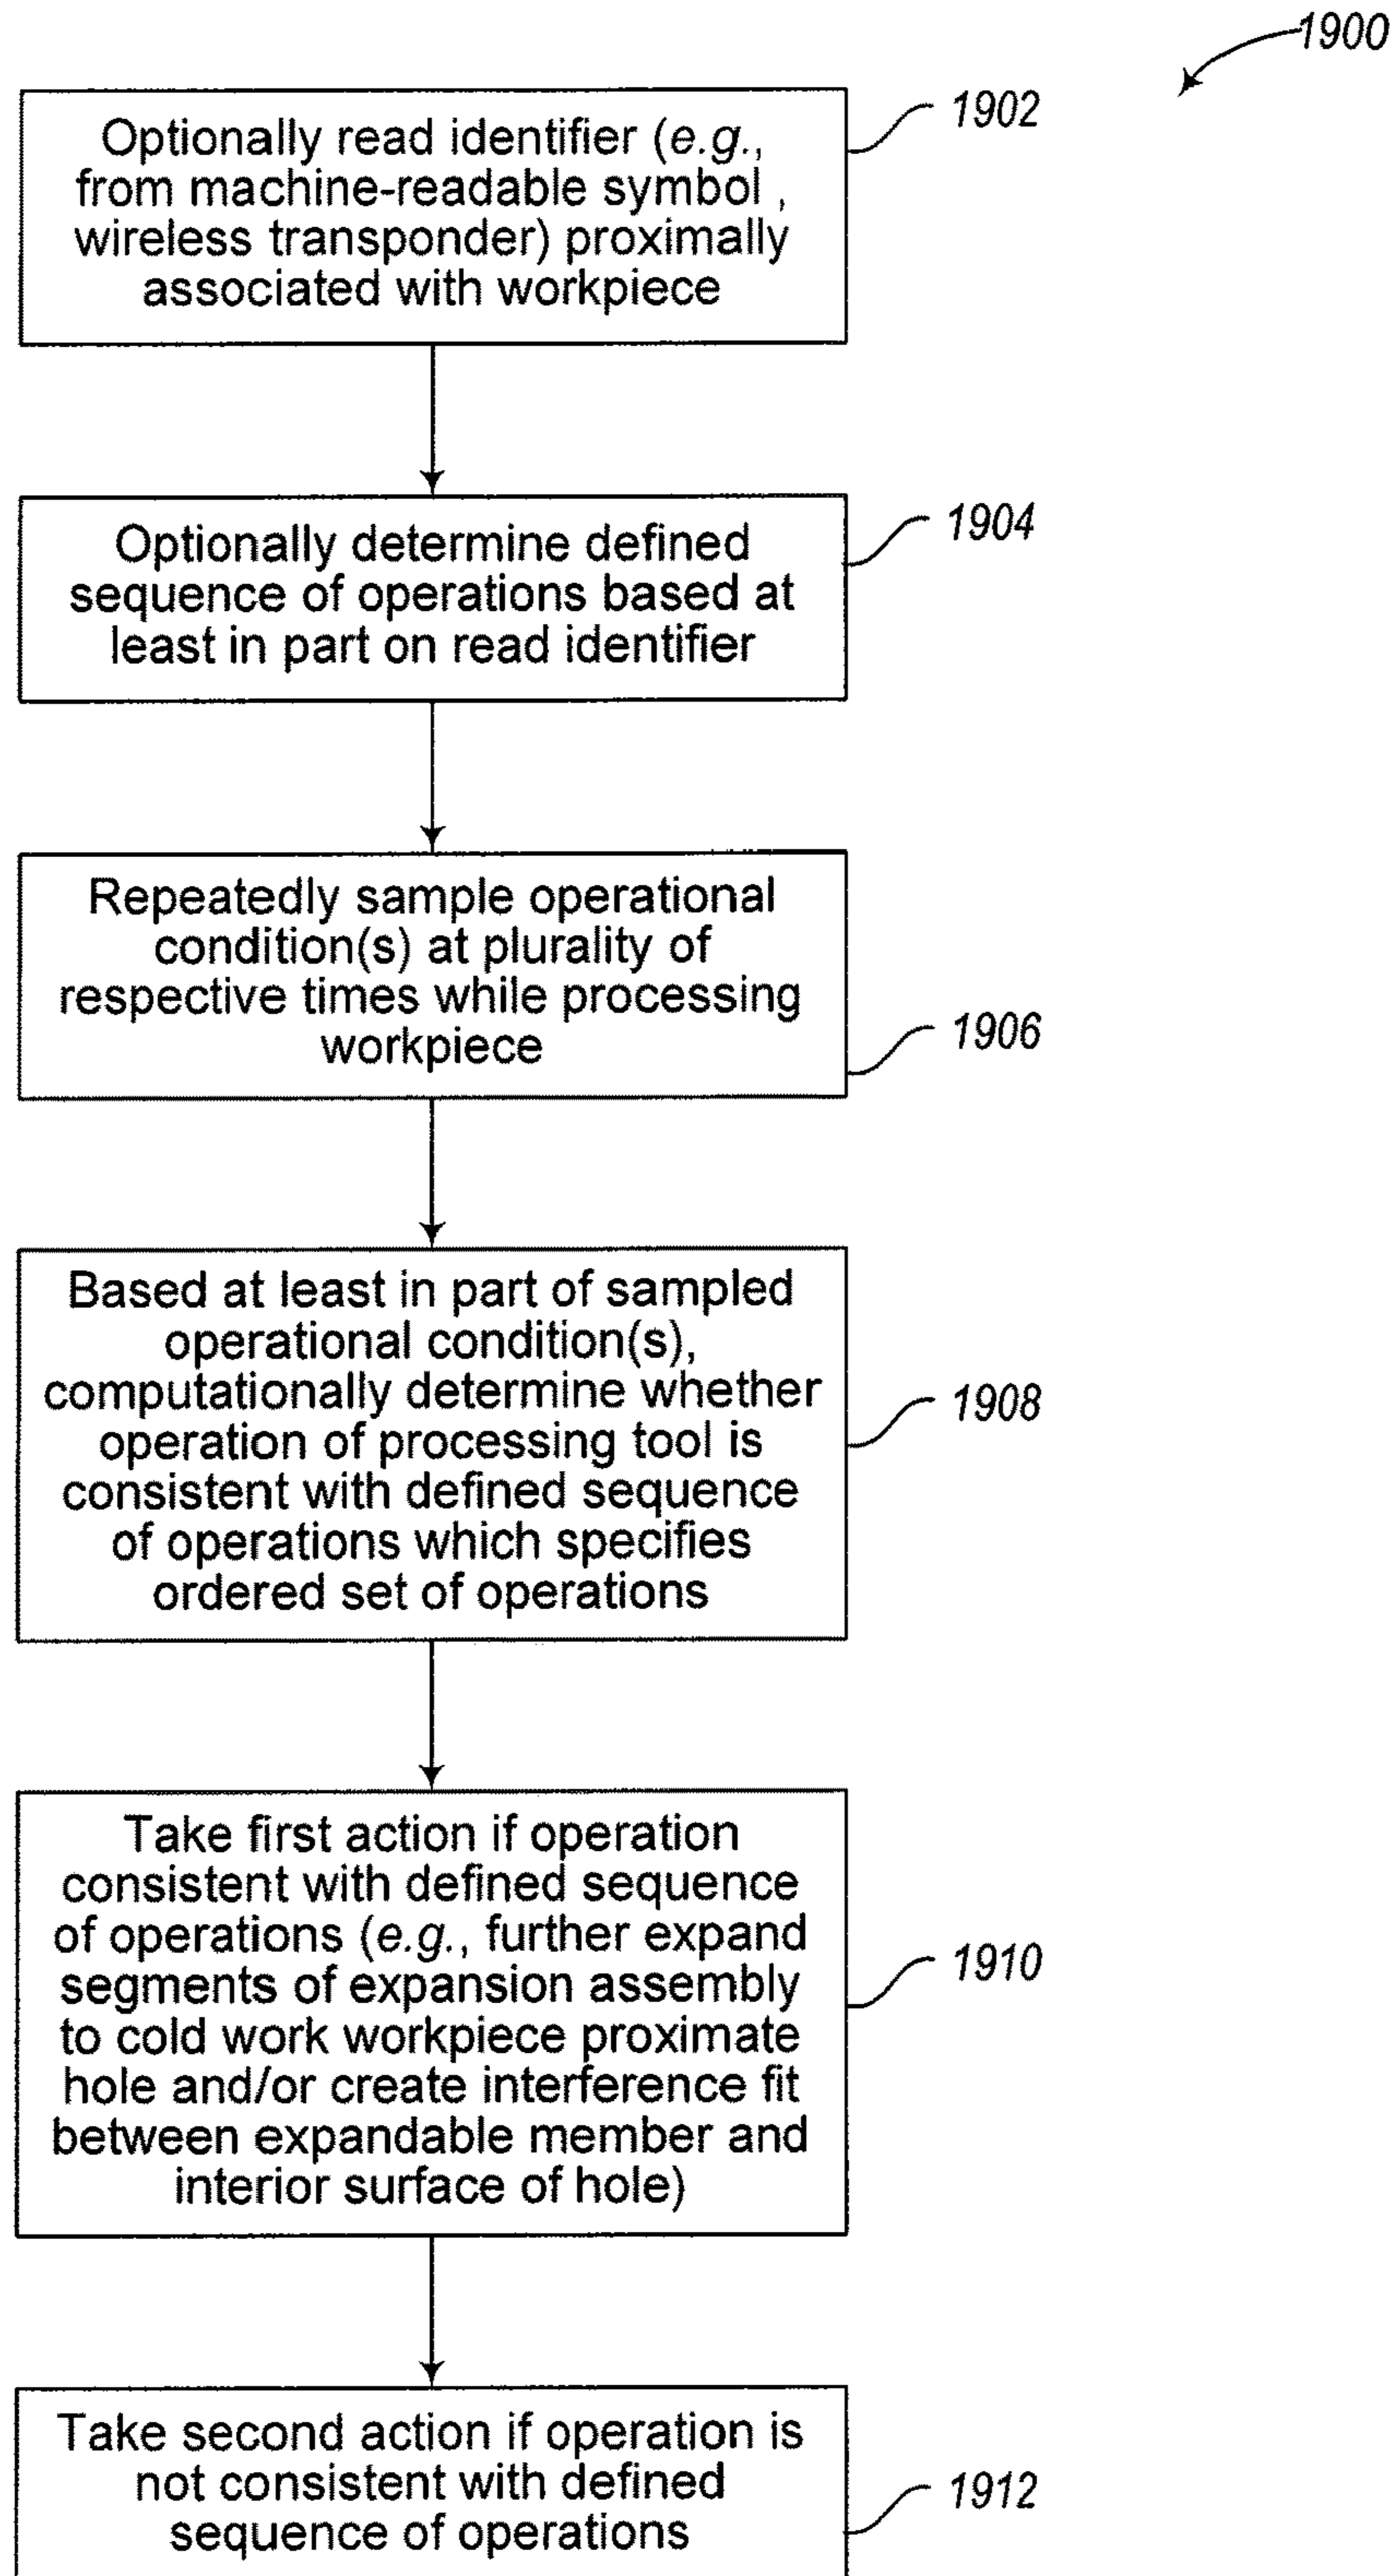 1900
Optionally read identifier (e.g.,
from machine-readable symbol ,
wireless transponder) proximally
associated with workpiece
1902
Optionally determine defined
sequence of operations based at
least in part on read identifier
1904
Repeatedly sample operational
condition(s) at plurality of
respective times while processing
workpiece
1906
Based at least in part of sampled
operational condition(s),
computationally determine whether
operation of processing tool is
consistent with defined sequence
of operations which specifies
ordered set of operations
1908
Take first action if operation
consistent with defined sequence
of operations (e.g., further expand
segments of expansion assembly
to cold work workpiece proximate
hole and/or create interference fit
between expandable member and
interior surface of hole)
1910
Take second action if operation is
not consistent with defined
sequence of operations
1912